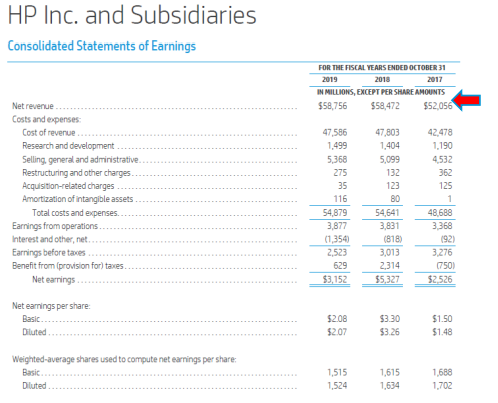 HP Inc. and Subsidiaries
Consolidated Statements of Earnings
FOR THE FISCAL YEARS ENDED OCTOBER 31
2019 2018 2017
IN MILLIONS, EXCEPT PER SHARE AMOUNTS
Net revenue $58,756 $58,472 $52,056
Costs and expenses:
Cost of revenue 47,586 47,803 42,478
Research and development 1,499 1,404 1,190
Selling, general and administrative 5,368 5,099 4,532
Restructuring and other charges 275 132 362
Acquisition-related charges 35 123 125
Amortization of intangible assets 116 80 1
Total costs and expenses 54,879 54,641 48,688
Earnings from operations 3,877 3,831 3,368
Interest and other, net (1,354) (818) (92)
Earnings before taxes 2,523 3,013 3,276
Benefit from (provision for) taxes 629 2,314 (750)
Net earnings $3,152 $5,327 $2,526
Net earnings per share:
Basic $2.08 $3.30 $1.50
Diluted $2.07 $3.26 $1.48
Weighted-average shares used to compute net earnings per share:
Basic 1,515 1,615 1,688
Diluted 1,524 1,634 1,702